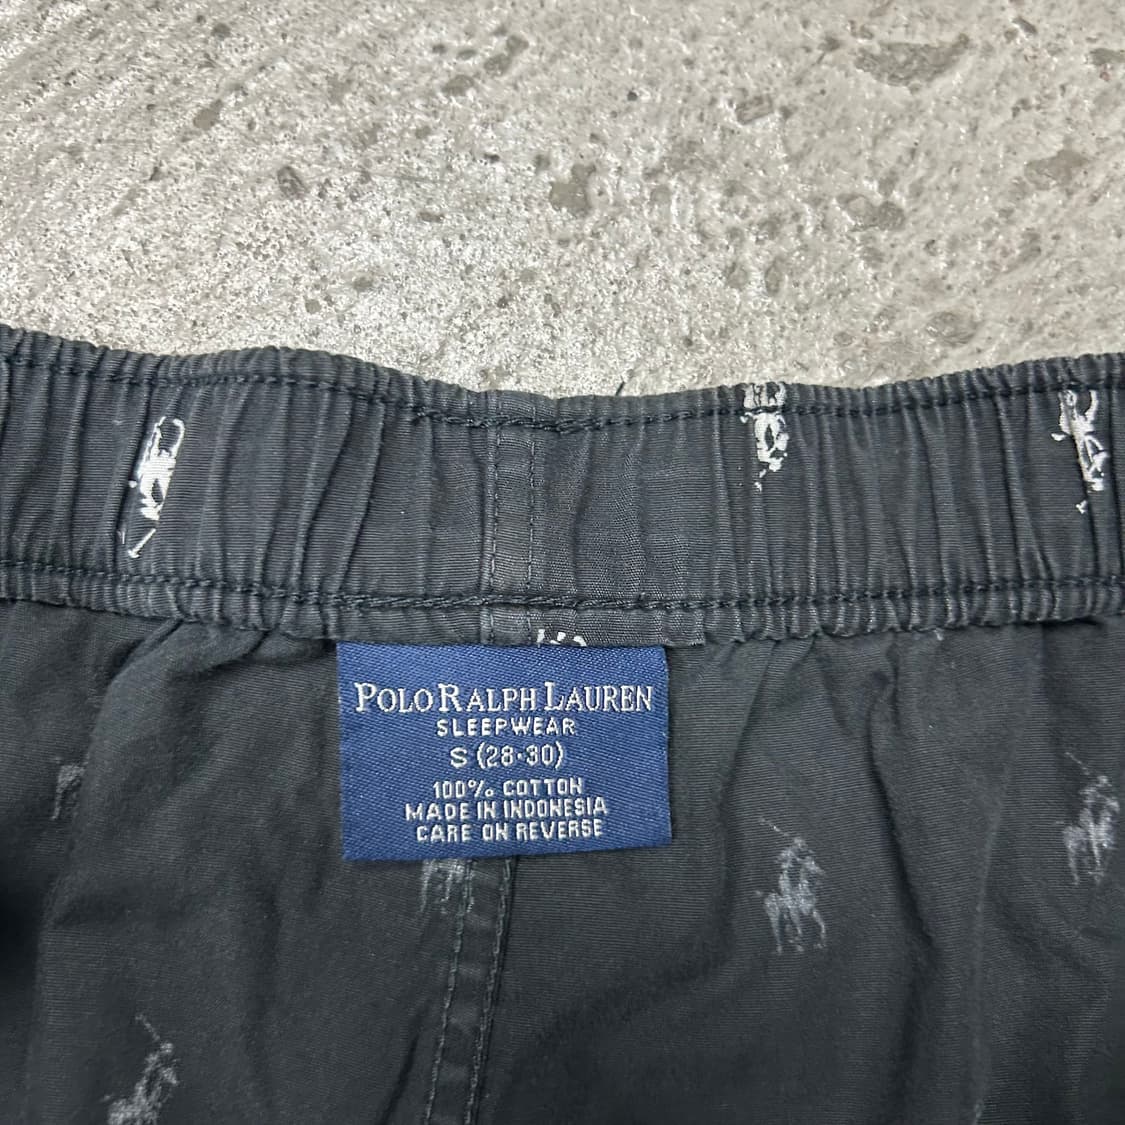 POLO RALPH LAUREN
SLEEPWEAR
S (28·30)
100% COTTON
MADE IN INDONESIA
CARE ON REVERSE